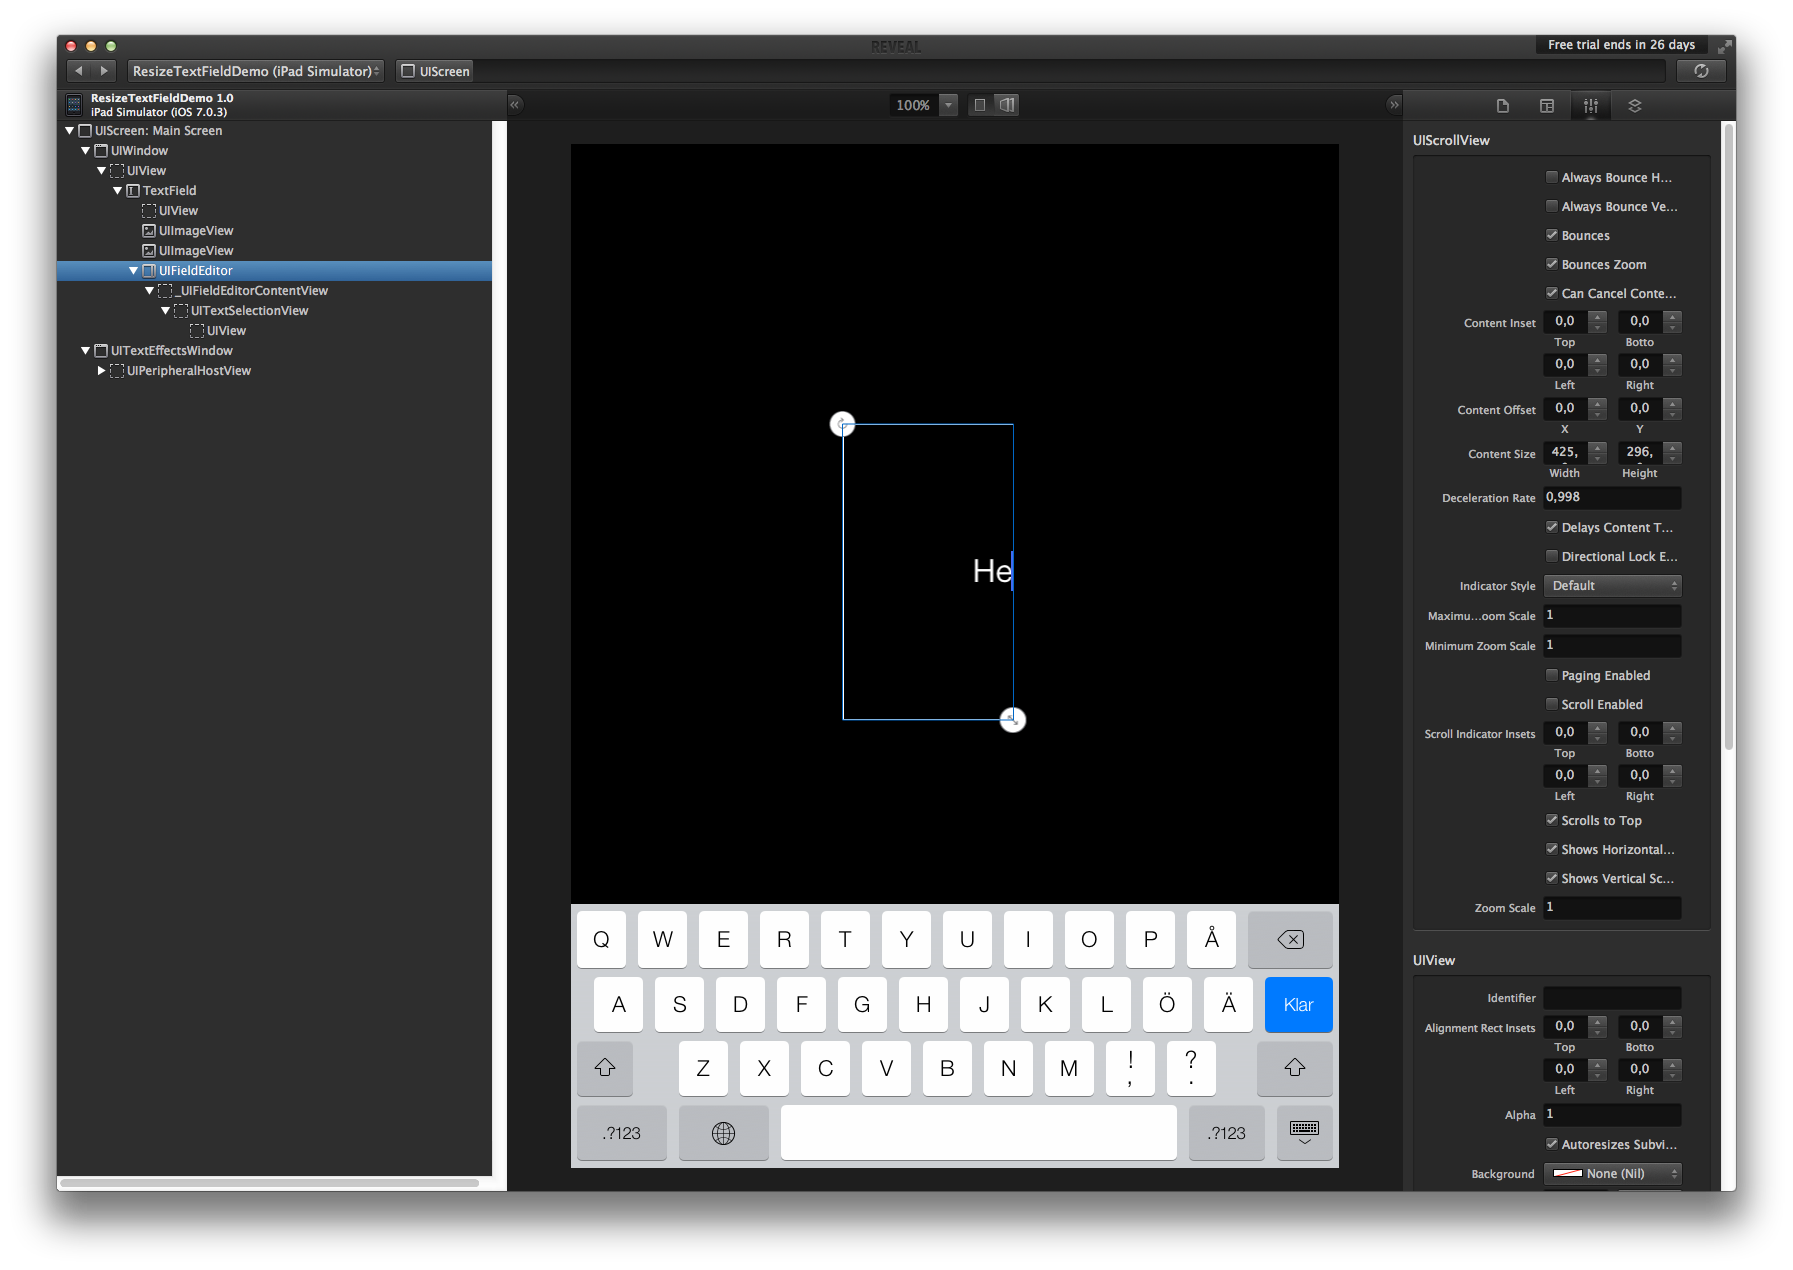 REVEAL
Free trial ends in 26 days
ResizeTextFieldDemo (iPad Simulator)
UIScreen
ResizeTextFieldDemo 1.0
iPad Simulator (iOS 7.0.3)
100%
UIScreen: Main Screen
UIWindow
UIView
TextField
UIView
UIImageView
UIImageView
UIFieldEditor
_UIFieldEditorContentView
UITextSelectionView
UIView
UITextEffectsWindow
UIPeripheralHostView
He
Q W E R T Y U I O P Å
A S D F G H J K L Ö Ä Klar
Z X C V B N M ! , ? .
.?123 .?123
UIScrollView
Always Bounce H...
Always Bounce Ve...
Bounces
Bounces Zoom
Can Cancel Conte...
Content Inset 0,0 0,0
Top Botto
0,0 0,0
Left Right
Content Offset 0,0 0,0
X Y
Content Size 425, 296,
Width Height
Deceleration Rate 0,998
Delays Content T...
Directional Lock E...
Indicator Style Default
Maximu...oom Scale 1
Minimum Zoom Scale 1
Paging Enabled
Scroll Enabled
Scroll Indicator Insets 0,0 0,0
Top Botto
0,0 0,0
Left Right
Scrolls to Top
Shows Horizontal...
Shows Vertical Sc...
Zoom Scale 1
UIView
Identifier
Alignment Rect Insets 0,0 0,0
Top Botto
0,0 0,0
Left Right
Alpha 1
Autoresizes Subvi...
Background None (Nil)